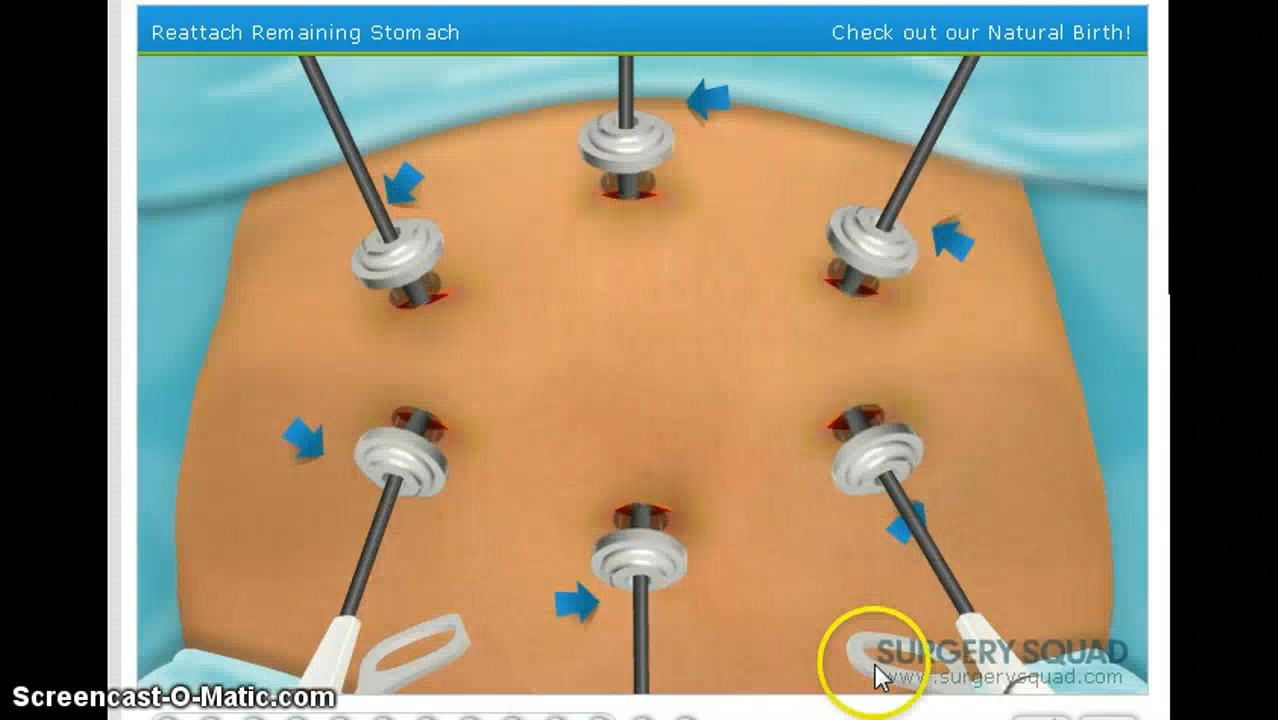 Reattach Remaining Stomach
Check out our Natural Birth!
SURGERY SQUAD
www.surgerysquad.com
Screencast-O-Matic.com